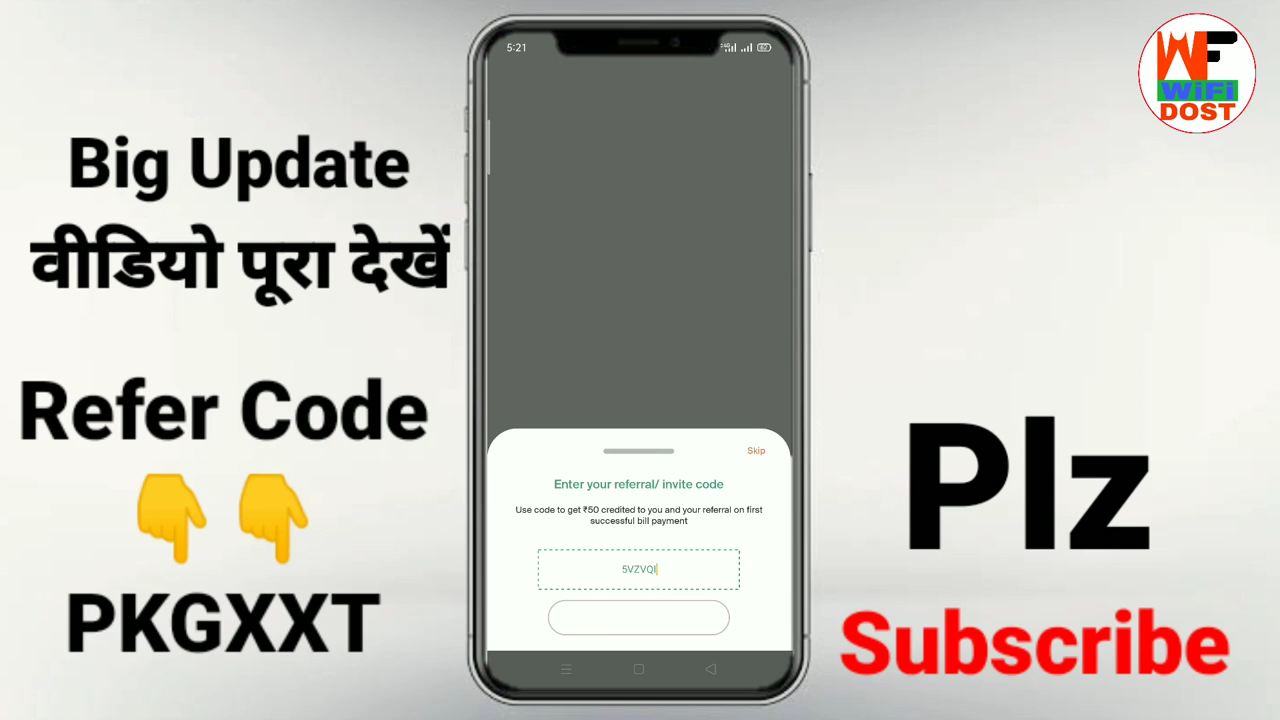 Big Update
वीडियो पूरा देखें
Refer Code
PKGXXT
5:21
Skip
Enter your referral/ invite code
Use code to get ₹50 credited to you and your referral on first
successful bill payment
5VZVQI
WF
WiFi
DOST
Plz
Subscribe